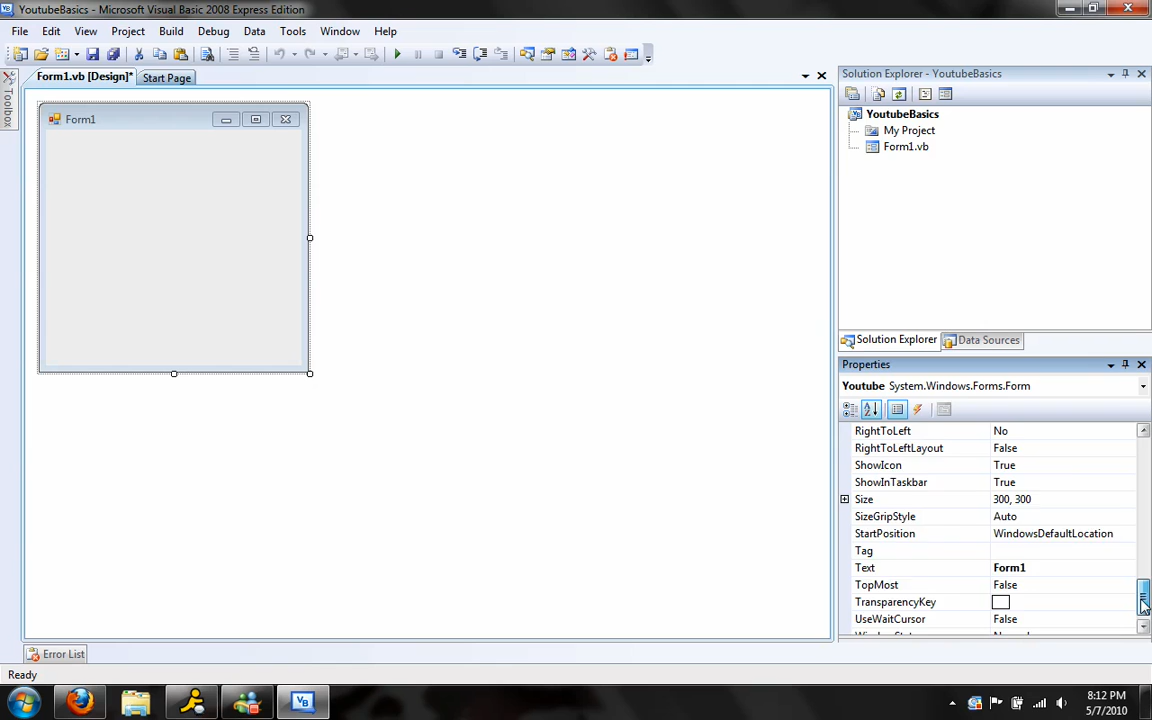 YoutubeBasics - Microsoft Visual Basic 2008 Express Edition
File Edit View Project Build Debug Data Tools Window Help
Form1.vb [Design]* Start Page
Toolbox
Form1
Solution Explorer - YoutubeBasics
YoutubeBasics
My Project
Form1.vb
Solution Explorer Data Sources
Properties
Youtube System.Windows.Forms.Form
RightToLeft No
RightToLeftLayout False
ShowIcon True
ShowInTaskbar True
Size 300, 300
SizeGripStyle Auto
StartPosition WindowsDefaultLocation
Tag
Text Form1
TopMost False
TransparencyKey
UseWaitCursor False
Error List
Ready
VB
8:12 PM
5/7/2010